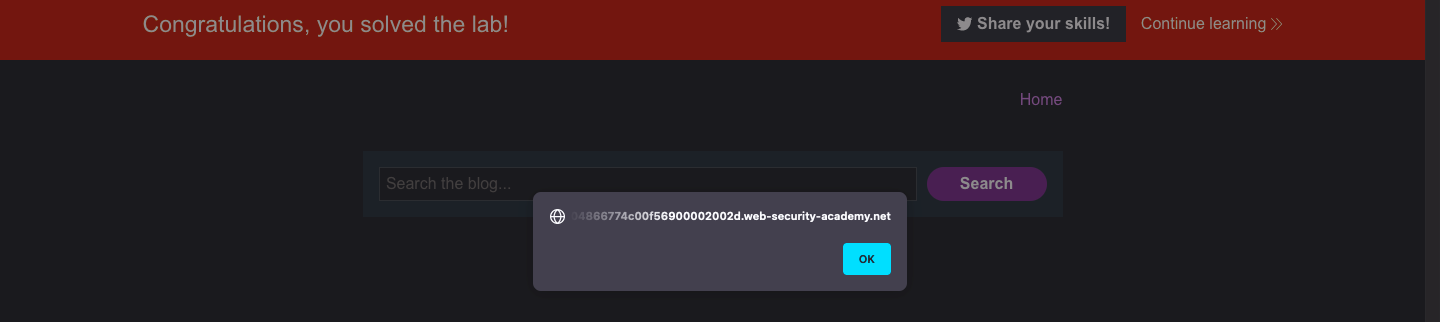 Congratulations, you solved the lab!
Share your skills!
Continue learning
Home
Search the blog...
Search
04866774c00f56900002002d.web-security-academy.net
OK